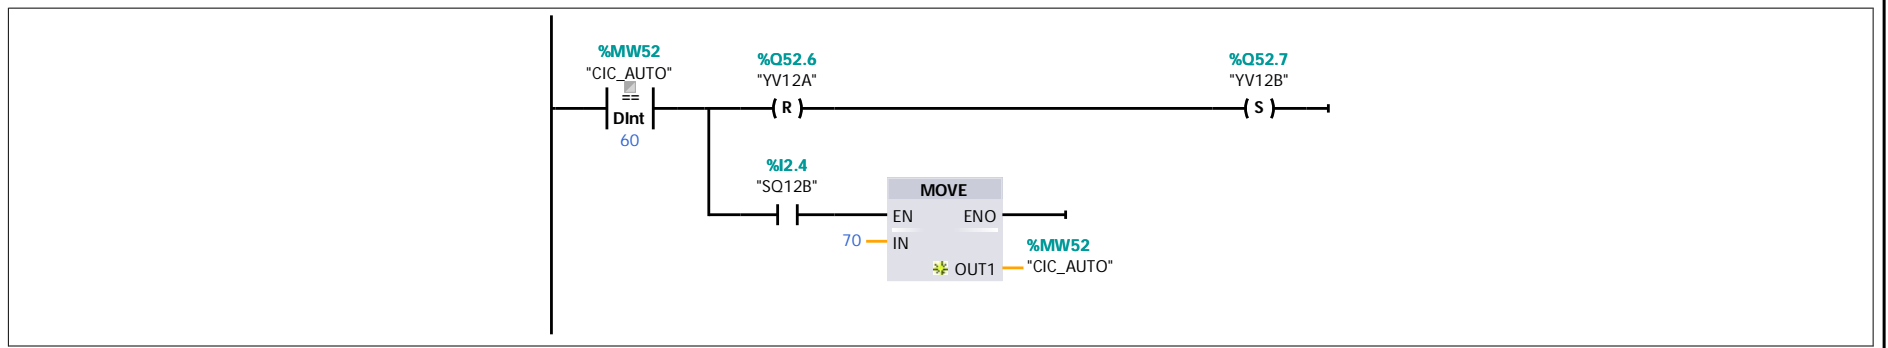 %MW52
"CIC_AUTO"
==
DInt
60
%Q52.6
"YV12A"
( R )
%Q52.7
"YV12B"
( S )
%I2.4
"SQ12B"
MOVE
EN ENO
70 IN
OUT1
%MW52
"CIC_AUTO"